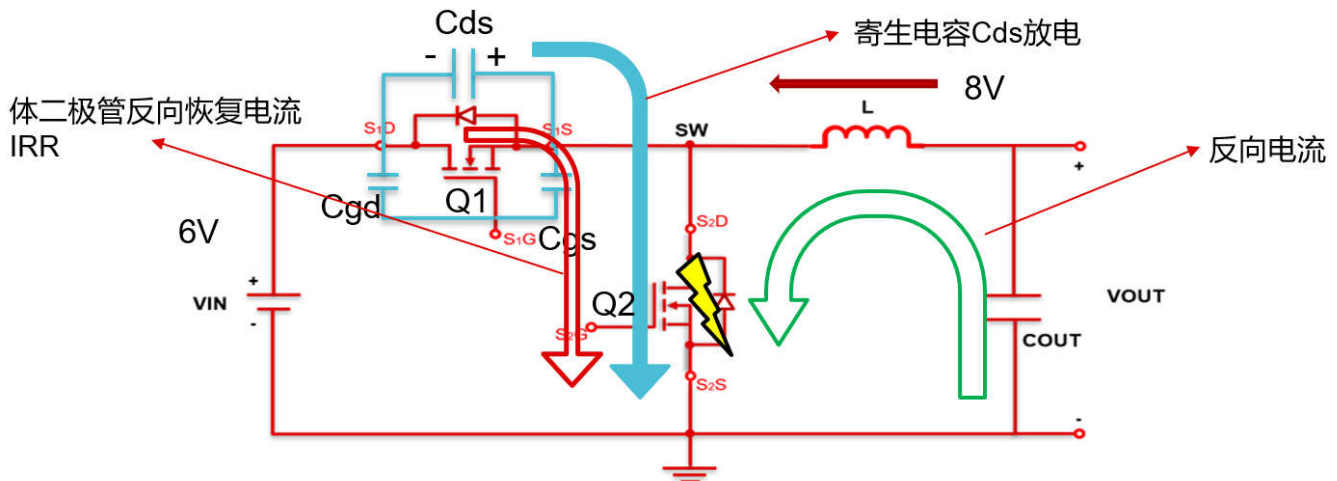 Cds
- +
寄生电容Cds放电
8V
体二极管反向恢复电流
IRR
S1D
S1S
SW
L
反向电流
+
Cgd
Q1
Cgs
S1G
6V
S2D
+
VIN
-
Q2
S2G
VOUT
COUT
S2S
-